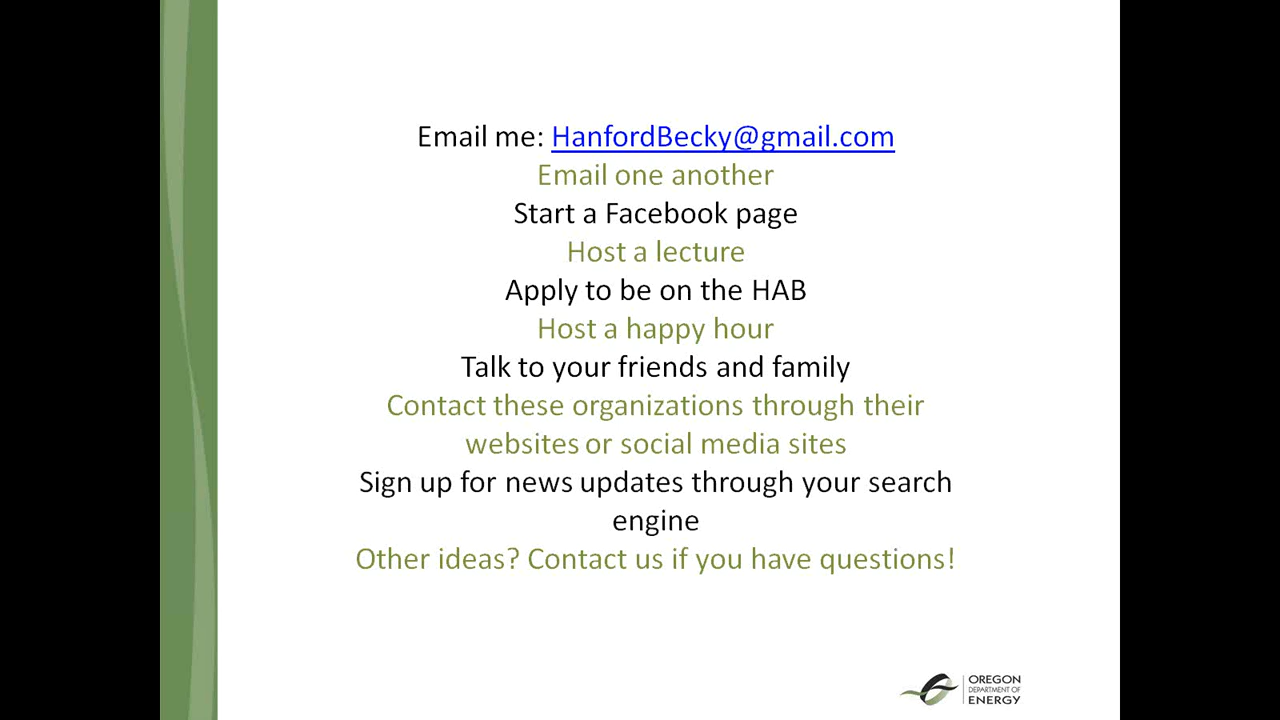 Email me: HanfordBecky@gmail.com
Email one another
Start a Facebook page
Host a lecture
Apply to be on the HAB
Host a happy hour
Talk to your friends and family
Contact these organizations through their
websites or social media sites
Sign up for news updates through your search
engine
Other ideas? Contact us if you have questions!
OREGON
DEPARTMENT OF
ENERGY